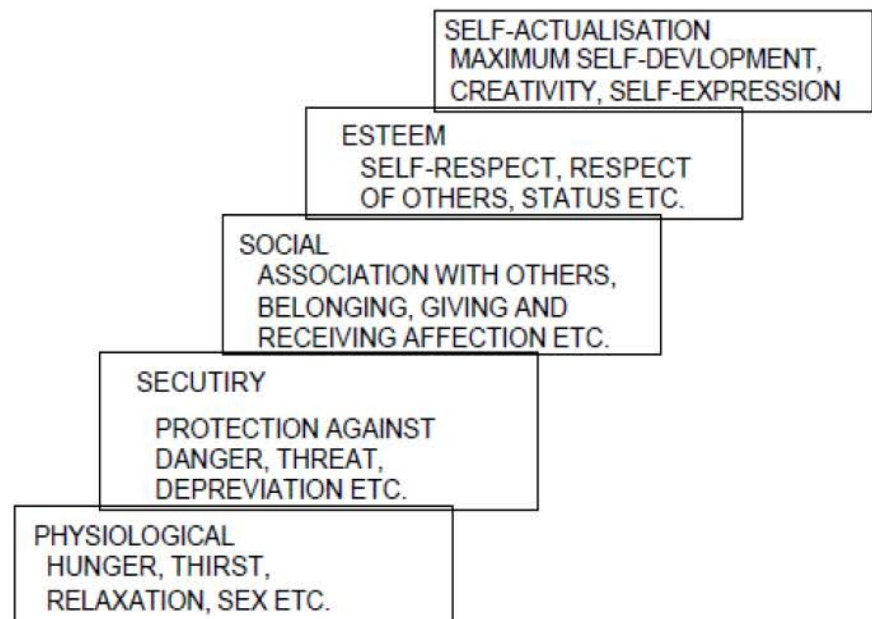 SELF-ACTUALISATION
MAXIMUM SELF-DEVLOPMENT,
CREATIVITY, SELF-EXPRESSION
ESTEEM
SELF-RESPECT, RESPECT
OF OTHERS, STATUS ETC.
SOCIAL
ASSOCIATION WITH OTHERS,
BELONGING, GIVING AND
RECEIVING AFFECTION ETC.
SECUTIRY
PROTECTION AGAINST
DANGER, THREAT,
DEPREVIATION ETC.
PHYSIOLOGICAL
HUNGER, THIRST,
RELAXATION, SEX ETC.